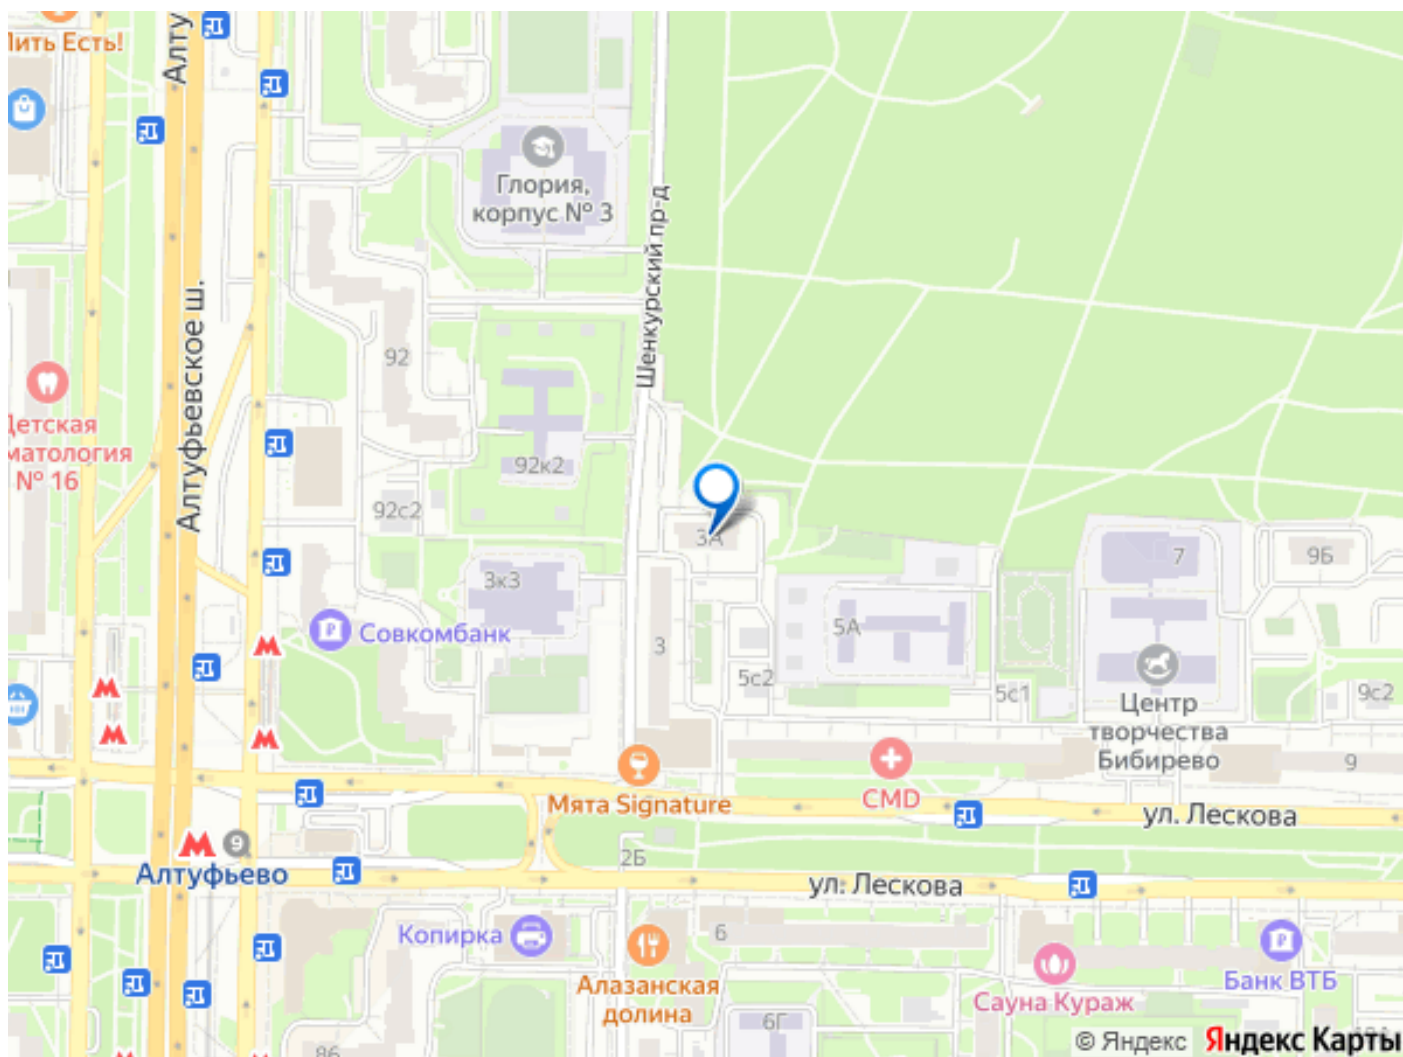 Пить Есть!
Алту
Глория,
корпус № 3
Шенкурский пр-д
Алтуфьевское ш.
92
Детская
матология
№ 16
92к2
92с2
3А
7
9Б
3к3
Совкомбанк
5А
3
5с2
5с1
9с2
Центр
творчества
Бибирево
9
Мята Signature
CMD
ул. Лескова
9
Алтуфьево
2Б
ул. Лескова
Копирка
6
Алазанская
долина
Сауна Кураж
Банк ВТБ
6Г
86
© Яндекс Яндекс Карты